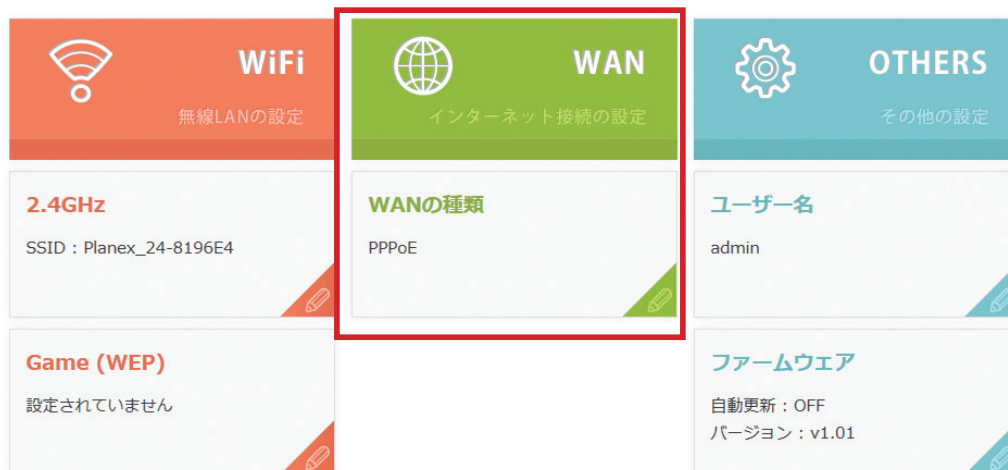 WiFi
無線LANの設定
2.4GHz
SSID : Planex_24-8196E4
Game (WEP)
設定されていません
WAN
インターネット接続の設定
WANの種類
PPPoE
OTHERS
その他の設定
ユーザー名
admin
ファームウェア
自動更新 : OFF
バージョン : v1.01